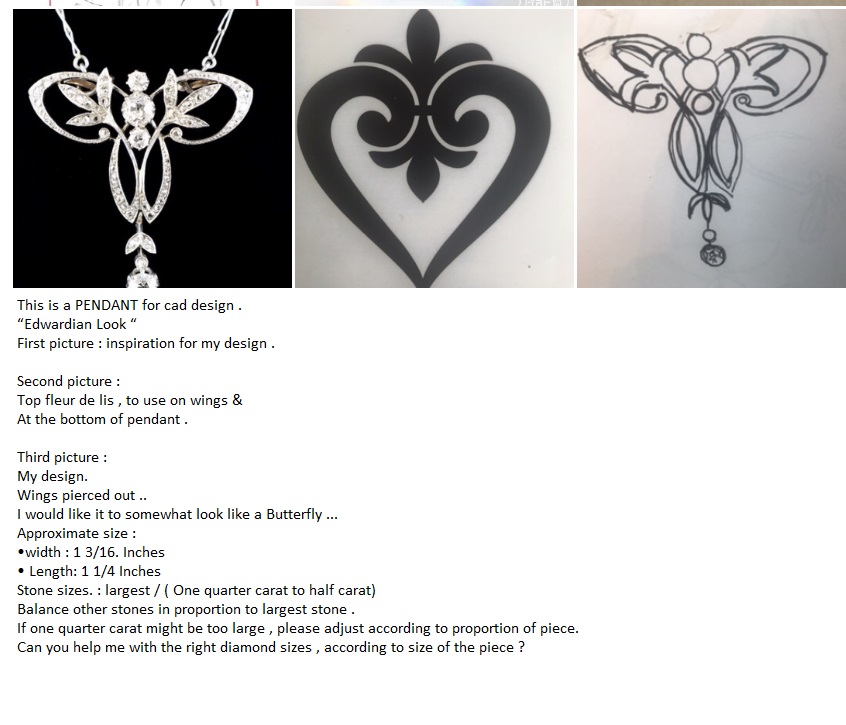 This is a PENDANT for cad design .
“Edwardian Look “
First picture : inspiration for my design .
Second picture :
Top fleur de lis , to use on wings &
At the bottom of pendant .
Third picture :
My design.
Wings pierced out ..
I would like it to somewhat look like a Butterfly ...
Approximate size :
•width : 1 3/16. Inches
• Length: 1 1/4 Inches
Stone sizes. : largest / ( One quarter carat to half carat)
Balance other stones in proportion to largest stone .
If one quarter carat might be too large , please adjust according to proportion of piece.
Can you help me with the right diamond sizes , according to size of the piece ?